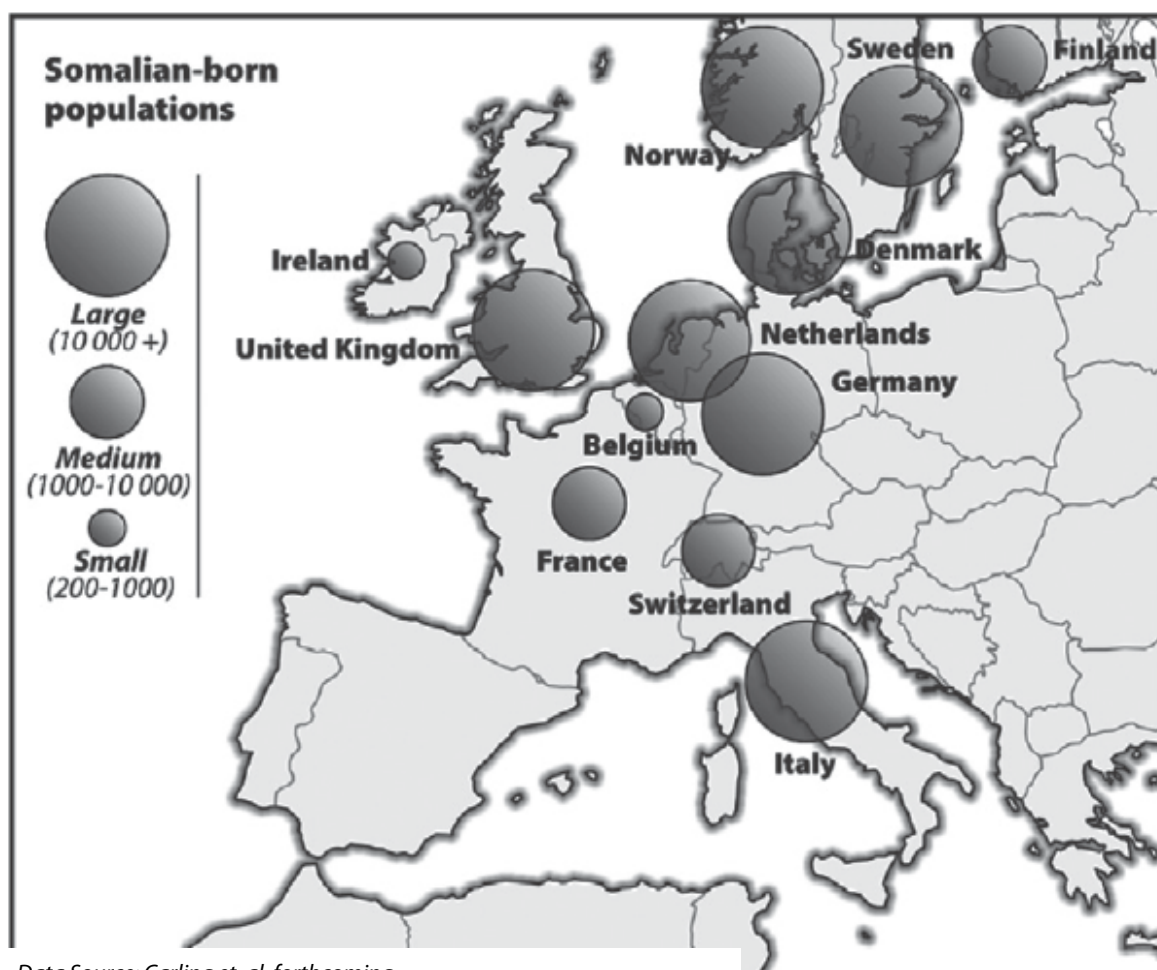 Somalian-born
populations
Large
(10 000 +)
Medium
(1000-10 000)
Small
(200-1000)
Sweden
Finland
Norway
Ireland
Denmark
United Kingdom
Netherlands
Germany
Belgium
France
Switzerland
Italy